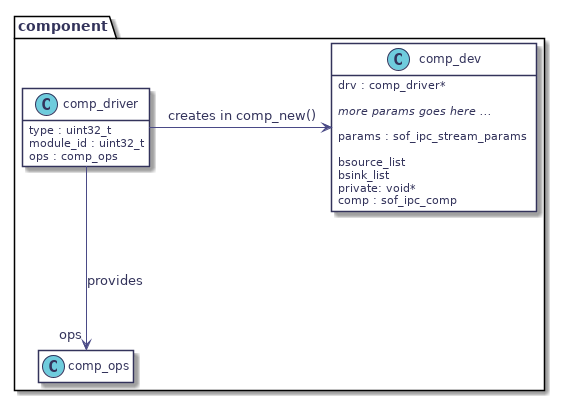 component
C comp_driver
type : uint32_t
module_id : uint32_t
ops : comp_ops
creates in comp_new()
C comp_dev
drv : comp_driver*
more params goes here ...
params : sof_ipc_stream_params
bsource_list
bsink_list
private: void*
comp : sof_ipc_comp
provides
ops
C comp_ops